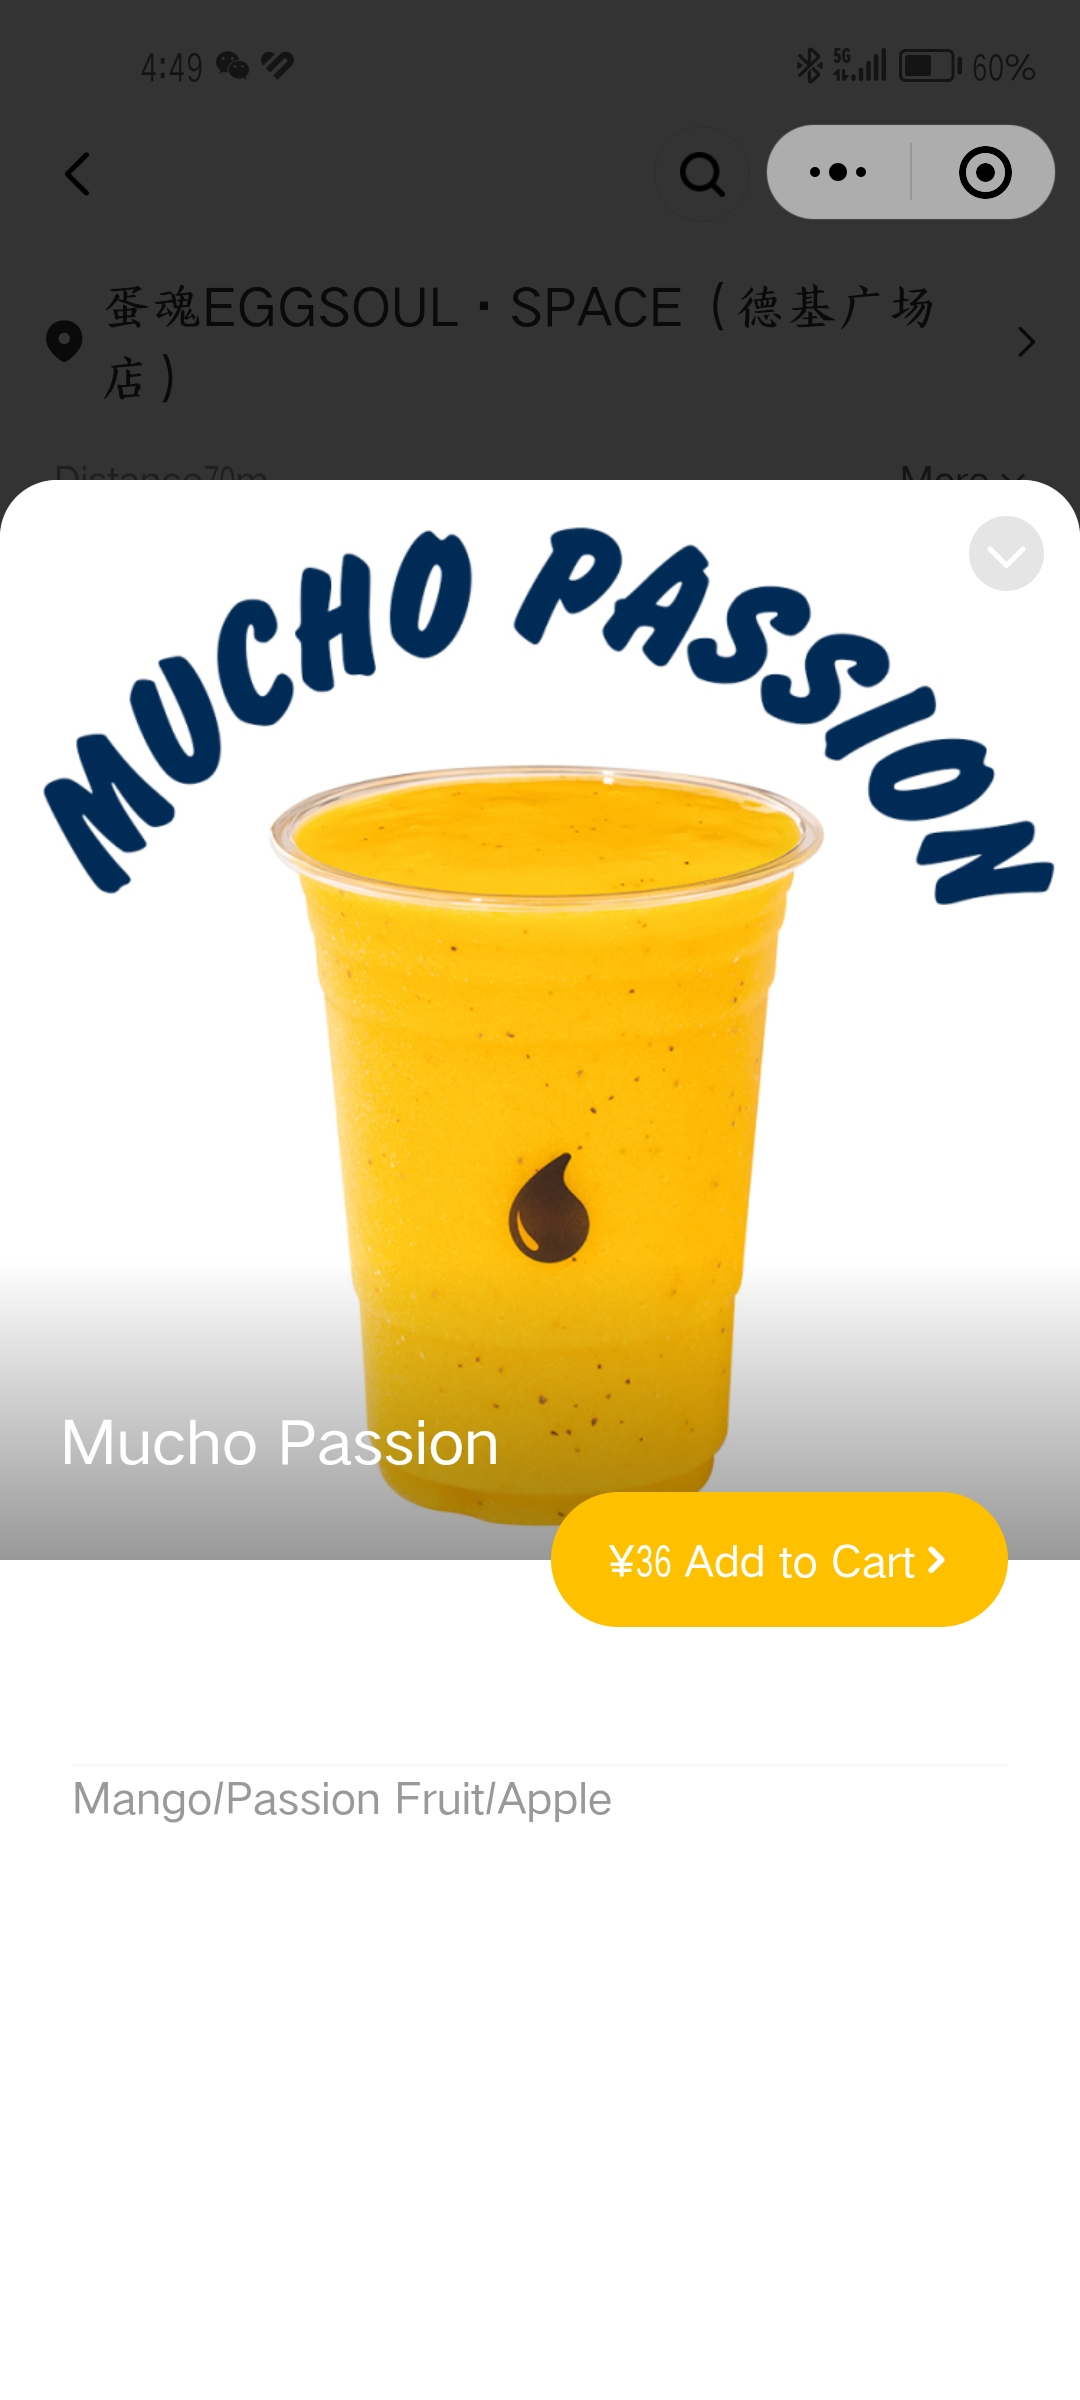 4:49 5G 60%
蛋魂EGGSOUL·SPACE（德基广场
店）
Distance70m More
MUCHO PASSION
Mucho Passion
¥36 Add to Cart
Mango/Passion Fruit/Apple